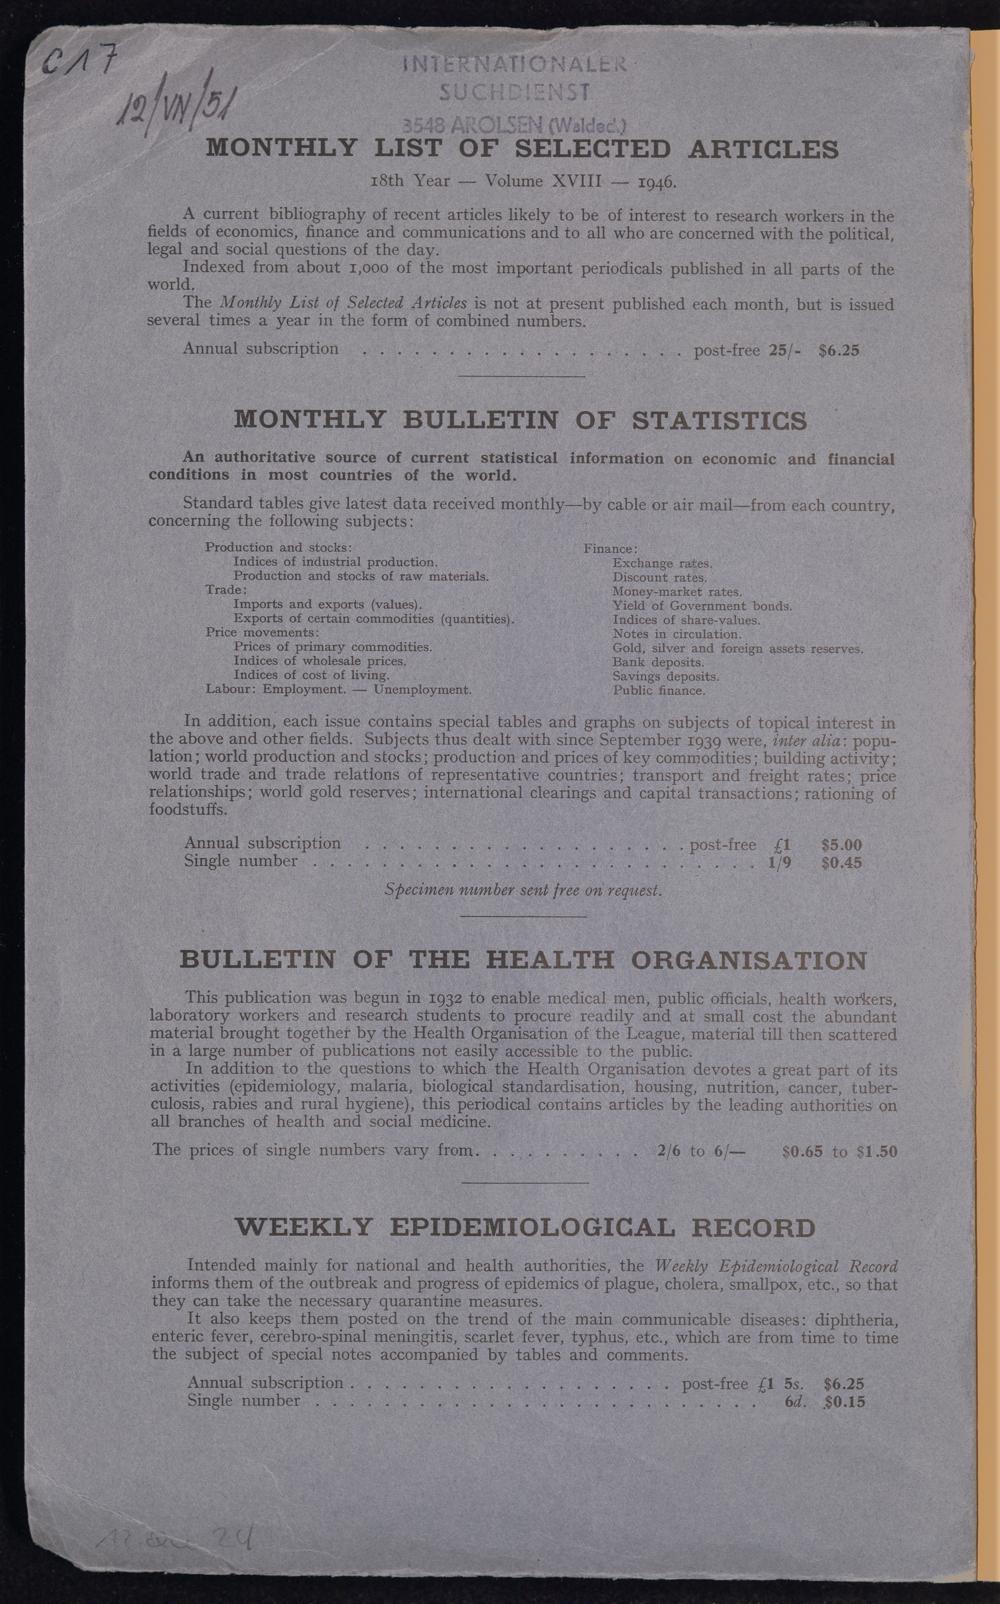 C17
12/VN/51
INTERNATIONALER
SUCHDIENST
3548 AROLSEN (Waldec.)
MONTHLY LIST OF SELECTED ARTICLES
18th Year — Volume XVIII — 1946.
A current bibliography of recent articles likely to be of interest to research workers in the
fields of economics, finance and communications and to all who are concerned with the political,
legal and social questions of the day.
Indexed from about 1,000 of the most important periodicals published in all parts of the
world.
The Monthly List of Selected Articles is not at present published each month, but is issued
several times a year in the form of combined numbers.
Annual subscription . . . . . . . . . . . . . . . . . . . post-free 25/- $6.25
MONTHLY BULLETIN OF STATISTICS
An authoritative source of current statistical information on economic and financial
conditions in most countries of the world.
Standard tables give latest data received monthly—by cable or air mail—from each country,
concerning the following subjects:
Production and stocks:
Indices of industrial production.
Production and stocks of raw materials.
Trade:
Imports and exports (values).
Exports of certain commodities (quantities).
Price movements:
Prices of primary commodities.
Indices of wholesale prices.
Indices of cost of living.
Labour: Employment. — Unemployment.
Finance:
Exchange rates.
Discount rates.
Money-market rates.
Yield of Government bonds.
Indices of share-values.
Notes in circulation.
Gold, silver and foreign assets reserves.
Bank deposits.
Savings deposits.
Public finance.
In addition, each issue contains special tables and graphs on subjects of topical interest in
the above and other fields. Subjects thus dealt with since September 1939 were, inter alia: popu-
lation; world production and stocks; production and prices of key commodities; building activity;
world trade and trade relations of representative countries; transport and freight rates; price
relationships; world gold reserves; international clearings and capital transactions; rationing of
foodstuffs.
Annual subscription . . . . . . . . . . . . . . . . . . . post-free £1 $5.00
Single number . . . . . . . . . . . . . . . . . . . . . . . . . . 1/9 $0.45
Specimen number sent free on request.
BULLETIN OF THE HEALTH ORGANISATION
This publication was begun in 1932 to enable medical men, public officials, health workers,
laboratory workers and research students to procure readily and at small cost the abundant
material brought together by the Health Organisation of the League, material till then scattered
in a large number of publications not easily accessible to the public.
In addition to the questions to which the Health Organisation devotes a great part of its
activities (epidemiology, malaria, biological standardisation, housing, nutrition, cancer, tuber-
culosis, rabies and rural hygiene), this periodical contains articles by the leading authorities on
all branches of health and social medicine.
The prices of single numbers vary from. . . . . . . . . . 2/6 to 6/— $0.65 to $1.50
WEEKLY EPIDEMIOLOGICAL RECORD
Intended mainly for national and health authorities, the Weekly Epidemiological Record
informs them of the outbreak and progress of epidemics of plague, cholera, smallpox, etc., so that
they can take the necessary quarantine measures.
It also keeps them posted on the trend of the main communicable diseases: diphtheria,
enteric fever, cerebro-spinal meningitis, scarlet fever, typhus, etc., which are from time to time
the subject of special notes accompanied by tables and comments.
Annual subscription . . . . . . . . . . . . . . . . . . . post-free £1 5s. $6.25
Single number . . . . . . . . . . . . . . . . . . . . . . . . . . 6d. $0.15